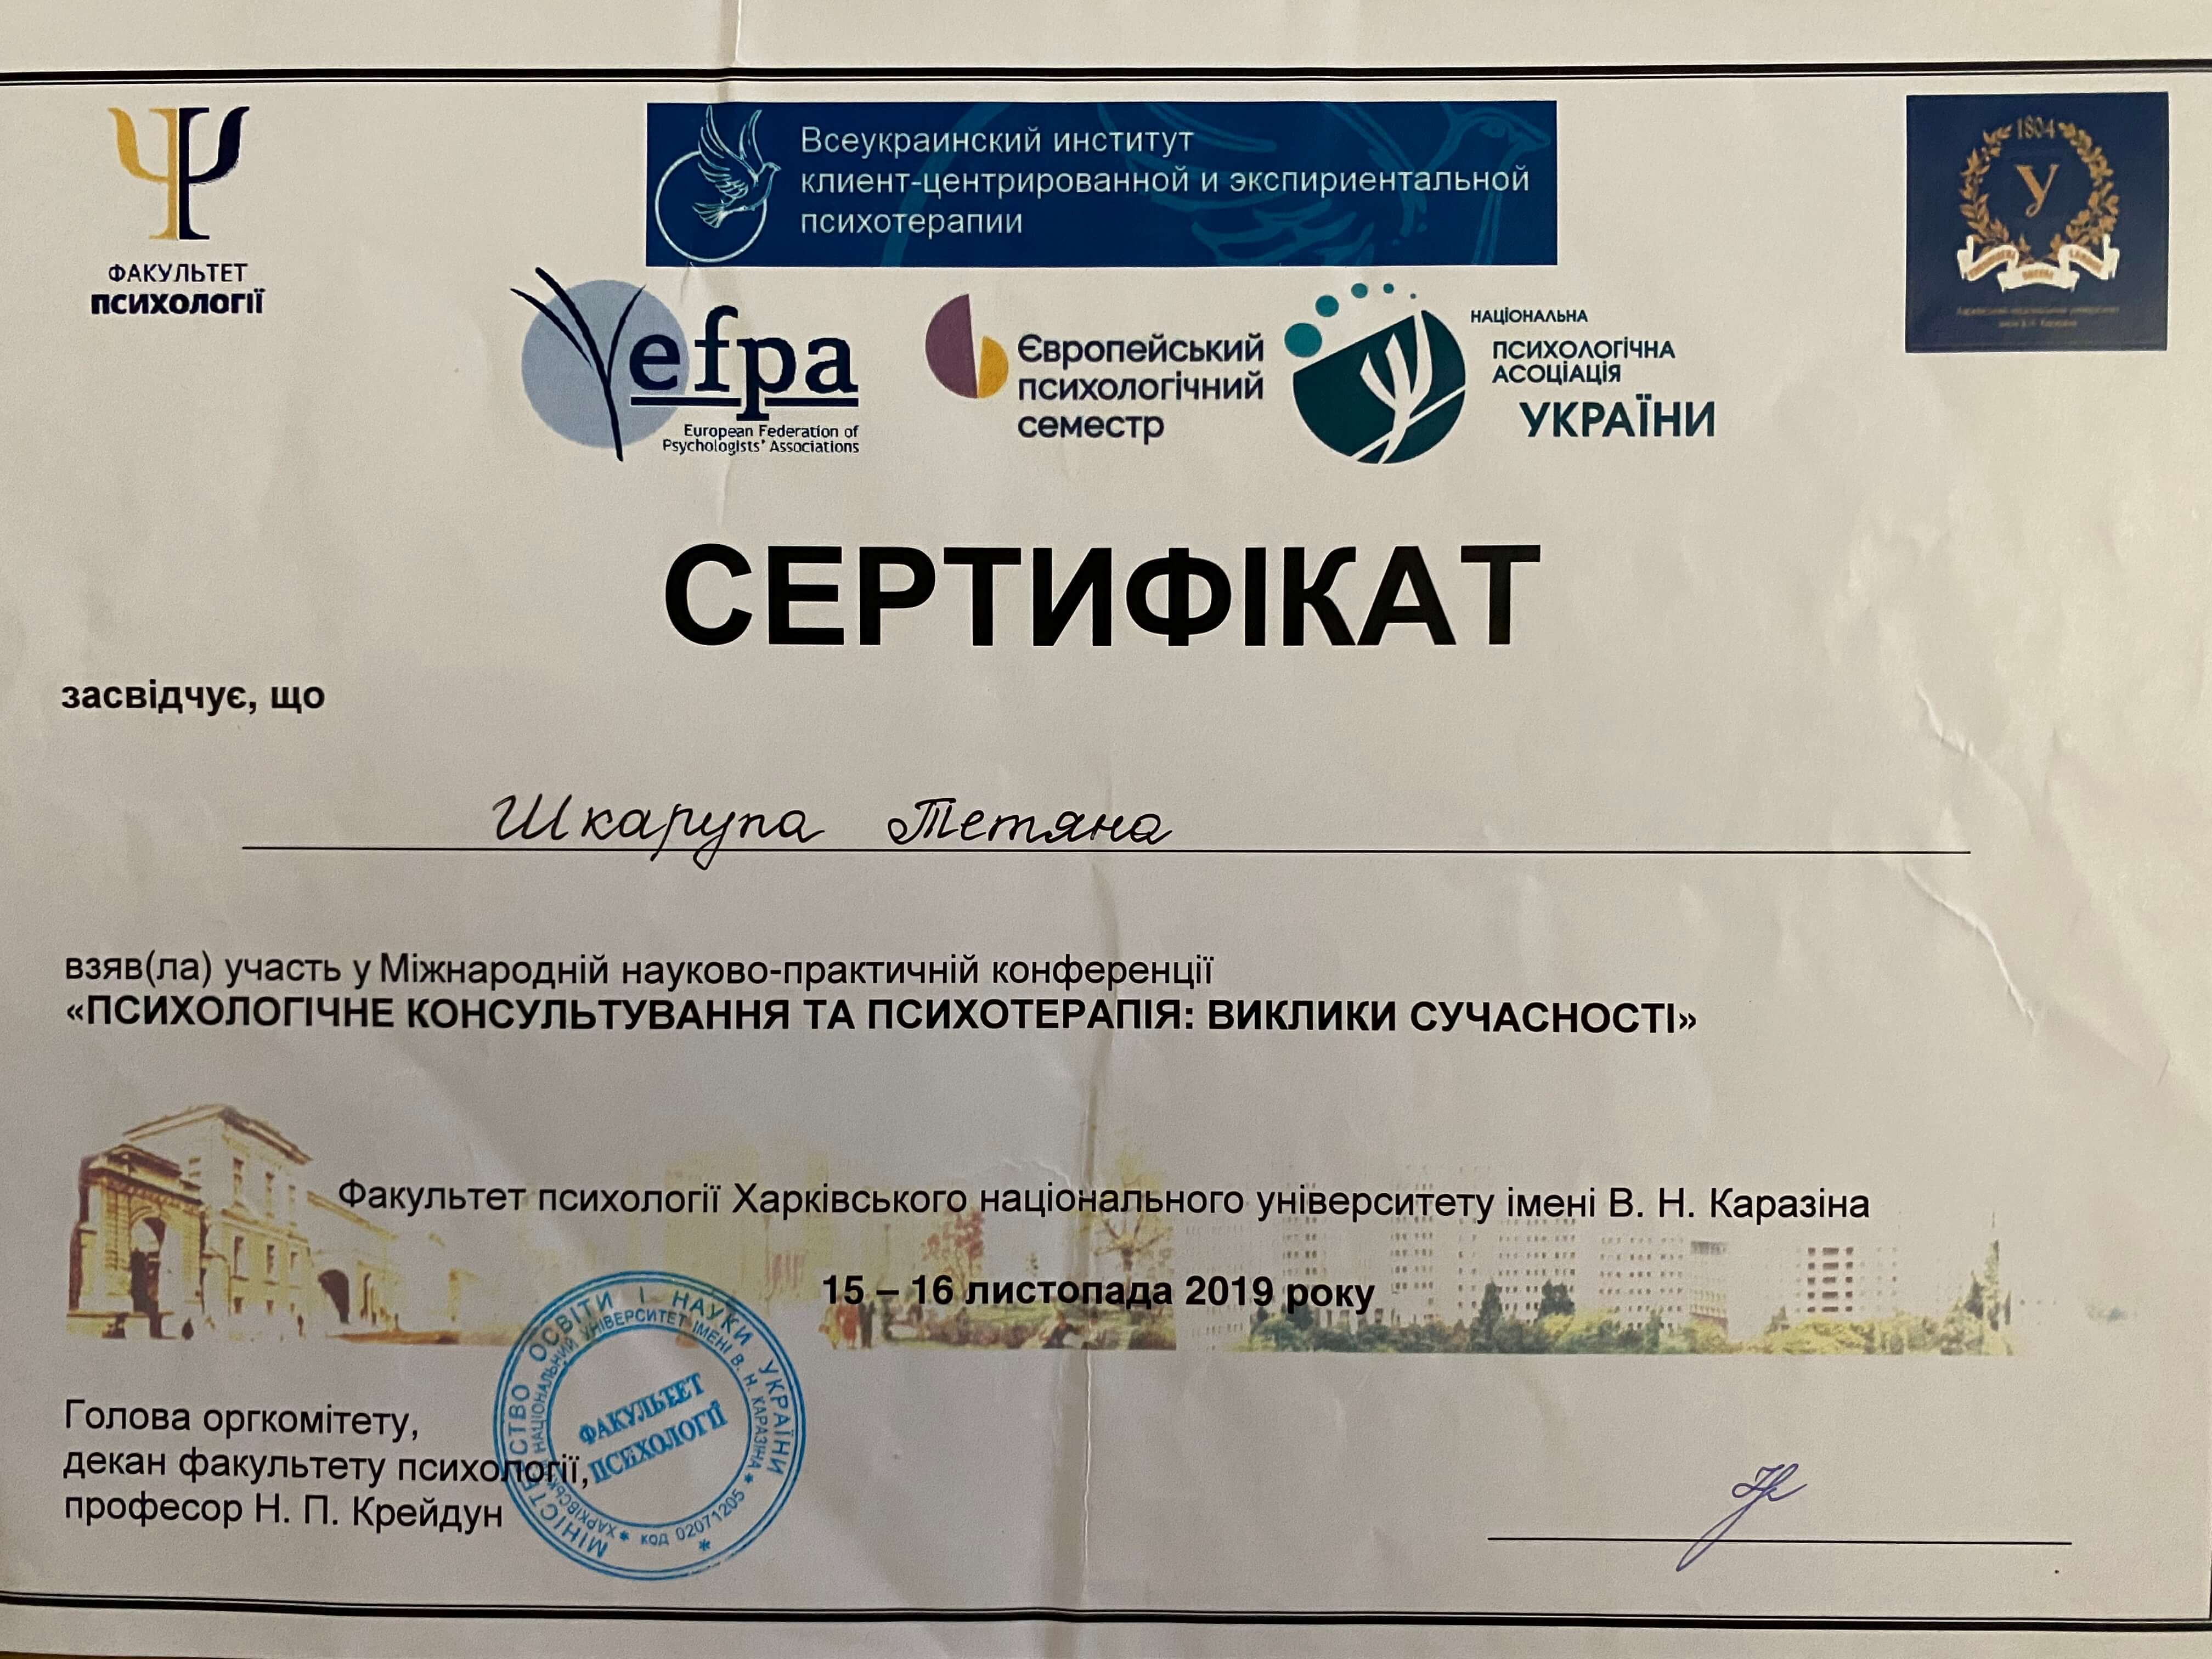 ФАКУЛЬТЕТ
ПСИХОЛОГІЇ
Всеукраинский институт
клиент-центрированной и экспириентальной
психотерапии
1804
У
efpa
European Federation of
Psychologists' Associations
Європейський
психологічний
семестр
НАЦІОНАЛЬНА
ПСИХОЛОГІЧНА
АСОЦІАЦІЯ
УКРАЇНИ
СЕРТИФІКАТ
засвідчує, що
Шкарупа Тетяна
взяв(ла) участь у Міжнародній науково-практичній конференції
«ПСИХОЛОГІЧНЕ КОНСУЛЬТУВАННЯ ТА ПСИХОТЕРАПІЯ: ВИКЛИКИ СУЧАСНОСТІ»
Факультет психології Харківського національного університету імені В. Н. Каразіна
15 – 16 листопада 2019 року
Голова оргкомітету,
декан факультету психології,
професор Н. П. Крейдун
МІНІСТЕРСТВО ОСВІТИ І НАУКИ УКРАЇНИ
ХАРКІВСЬКИЙ НАЦІОНАЛЬНИЙ УНІВЕРСИТЕТ ІМЕНІ В. Н. КАРАЗІНА
* код 02071205 *
ФАКУЛЬТЕТ
ПСИХОЛОГІЇ